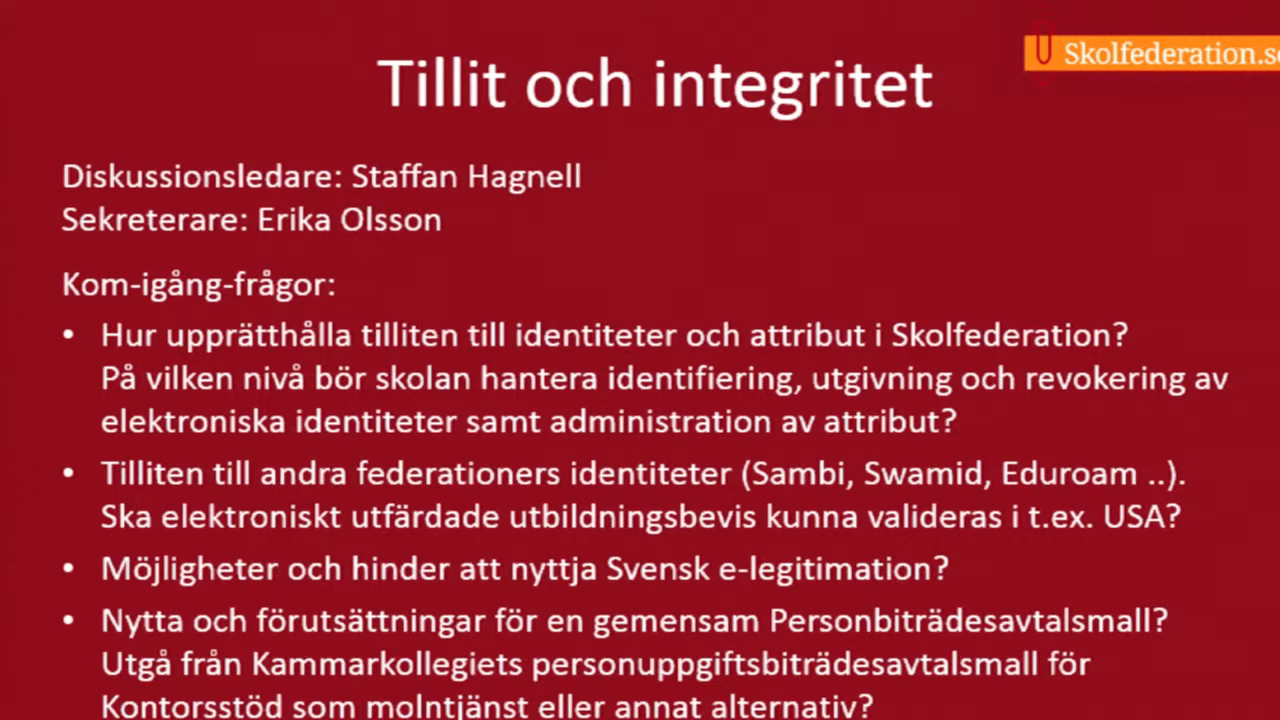 Skolfederation.se
Tillit och integritet
Diskussionsledare: Staffan Hagnell
Sekreterare: Erika Olsson
Kom-igång-frågor:
• Hur upprätthålla tilliten till identiteter och attribut i Skolfederation?
På vilken nivå bör skolan hantera identifiering, utgivning och revokering av
elektroniska identiteter samt administration av attribut?
• Tilliten till andra federationers identiteter (Sambi, Swamid, Eduroam ..).
Ska elektroniskt utfärdade utbildningsbevis kunna valideras i t.ex. USA?
• Möjligheter och hinder att nyttja Svensk e-legitimation?
• Nytta och förutsättningar för en gemensam Personbiträdesavtalsmall?
Utgå från Kammarkollegiets personuppgiftsbiträdesavtalsmall för
Kontorsstöd som molntjänst eller annat alternativ?